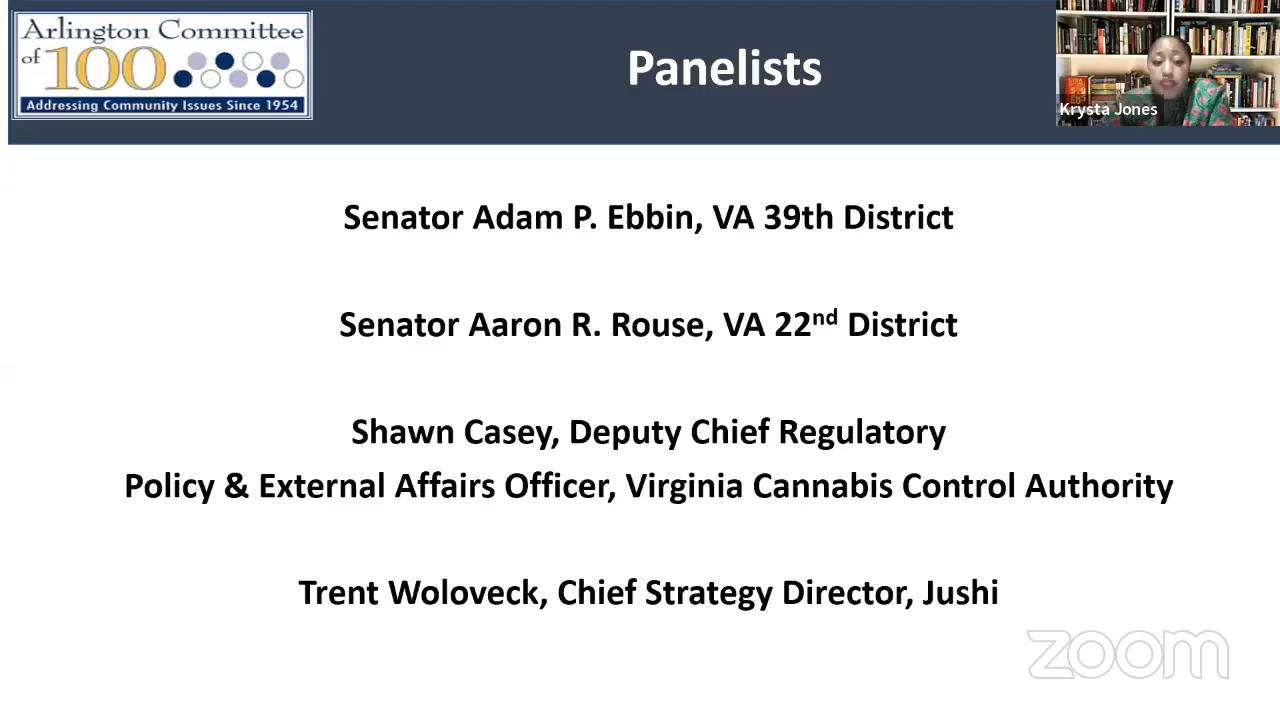 Arlington Committee
of 100
Addressing Community Issues Since 1954
Panelists
Krysta Jones
Senator Adam P. Ebbin, VA 39th District
Senator Aaron R. Rouse, VA 22nd District
Shawn Casey, Deputy Chief Regulatory
Policy & External Affairs Officer, Virginia Cannabis Control Authority
Trent Woloveck, Chief Strategy Director, Jushi
zoom